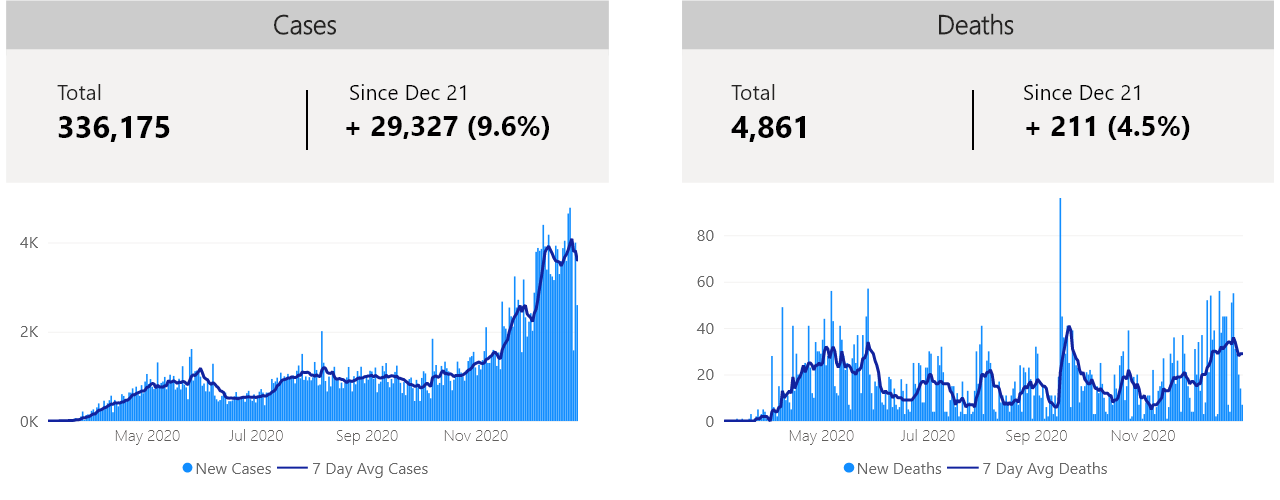 Cases
Total
Since Dec 21
336,175
+ 29,327 (9.6%)
4K
2K
0K
May 2020
Jul 2020
Sep 2020
Nov 2020
New Cases
7 Day Avg Cases
Deaths
Total
Since Dec 21
4,861
+ 211 (4.5%)
80
60
40
20
0
May 2020
Jul 2020
Sep 2020
Nov 2020
New Deaths
7 Day Avg Deaths